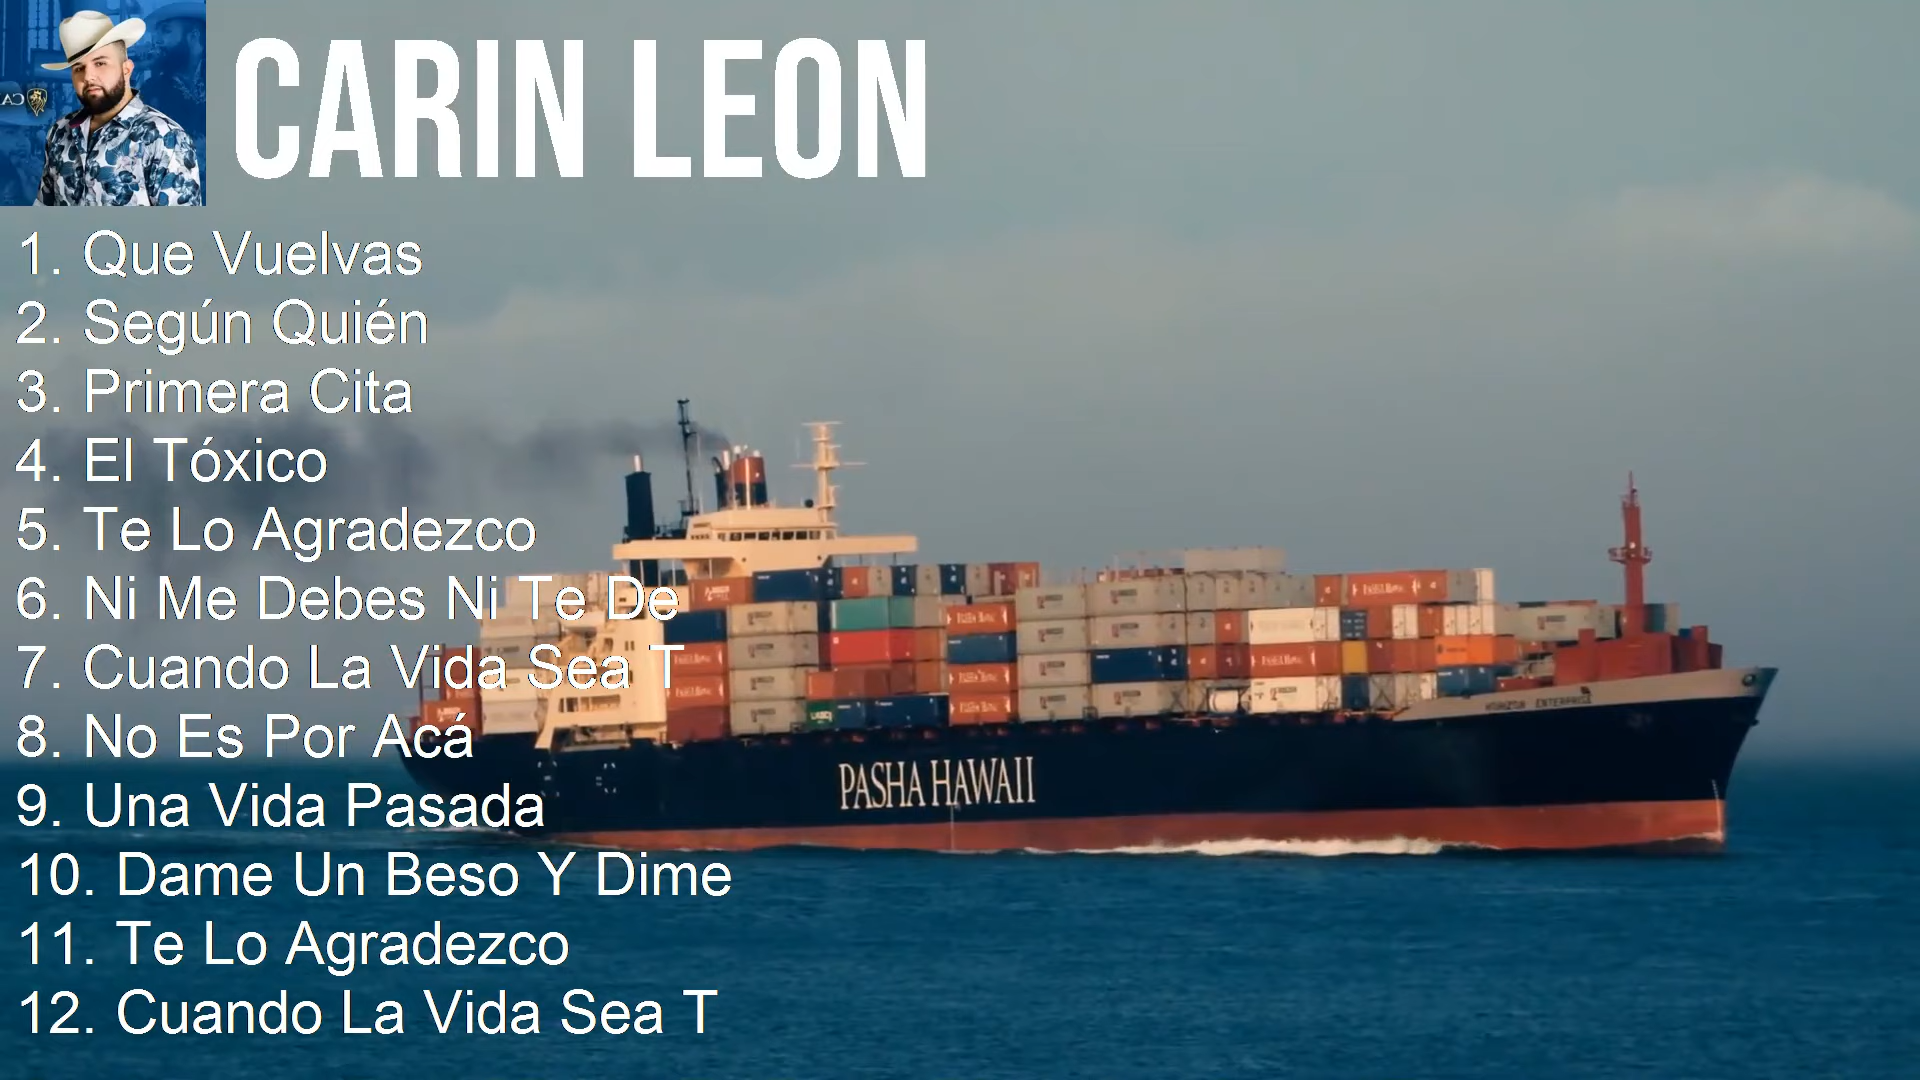 CARIN LEON
1. Que Vuelvas
2. Según Quién
3. Primera Cita
4. El Tóxico
5. Te Lo Agradezco
6. Ni Me Debes Ni Te De
7. Cuando La Vida Sea T
8. No Es Por Acá
9. Una Vida Pasada
10. Dame Un Beso Y Dime
11. Te Lo Agradezco
12. Cuando La Vida Sea T
HORIZON ENTERPRISE
PASHA HAWAII